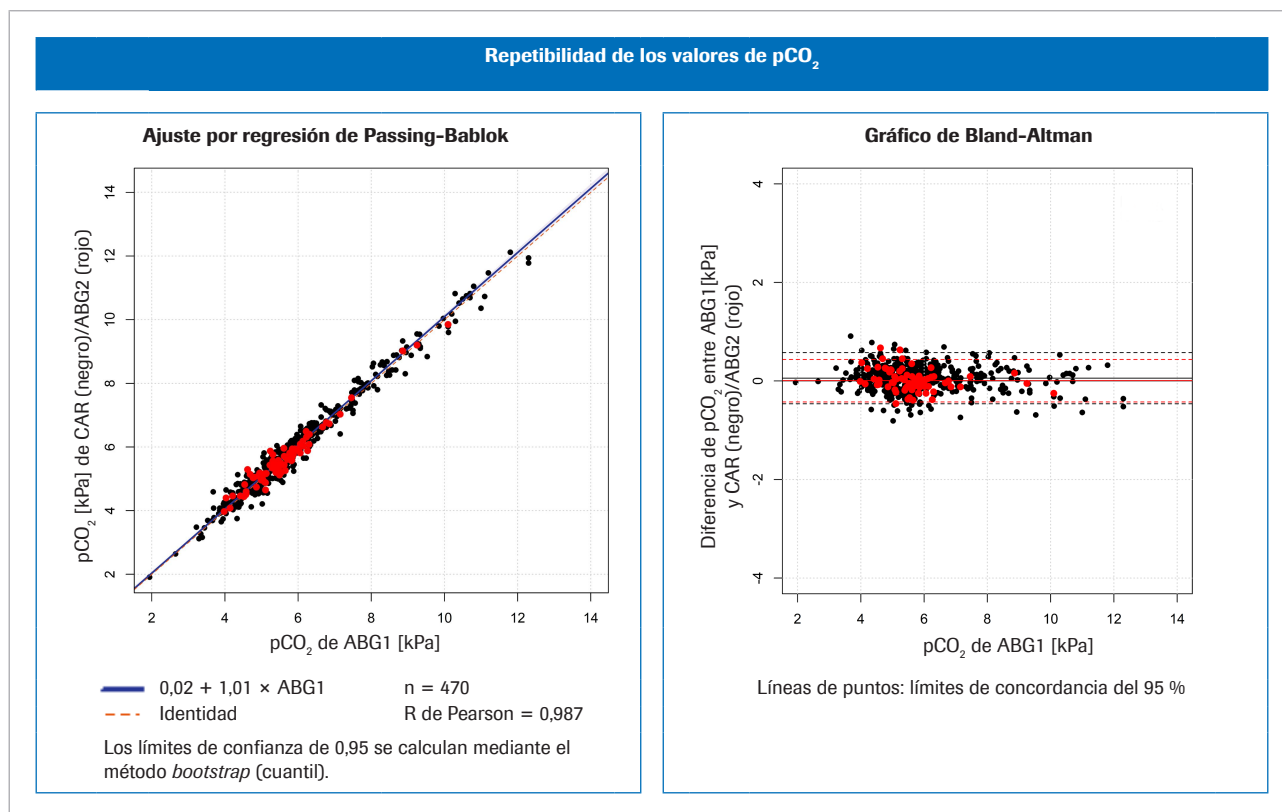 Repetibilidad de los valores de pCO₂
Ajuste por regresión de Passing-Bablok
pCO₂ [kPa] de CAR (negro)/ABG2 (rojo)
14
12
10
8
6
4
2
2 4 6 8 10 12 14
pCO₂ de ABG1 [kPa]
0,02 + 1,01 × ABG1 n = 470
Identidad R de Pearson = 0,987
Los límites de confianza de 0,95 se calculan mediante el
método bootstrap (cuantil).
Gráfico de Bland-Altman
Diferencia de pCO₂ entre ABG1[kPa]
y CAR (negro)/ABG2 (rojo)
4
2
0
-2
-4
2 4 6 8 10 12 14
pCO₂ de ABG1 [kPa]
Líneas de puntos: límites de concordancia del 95 %